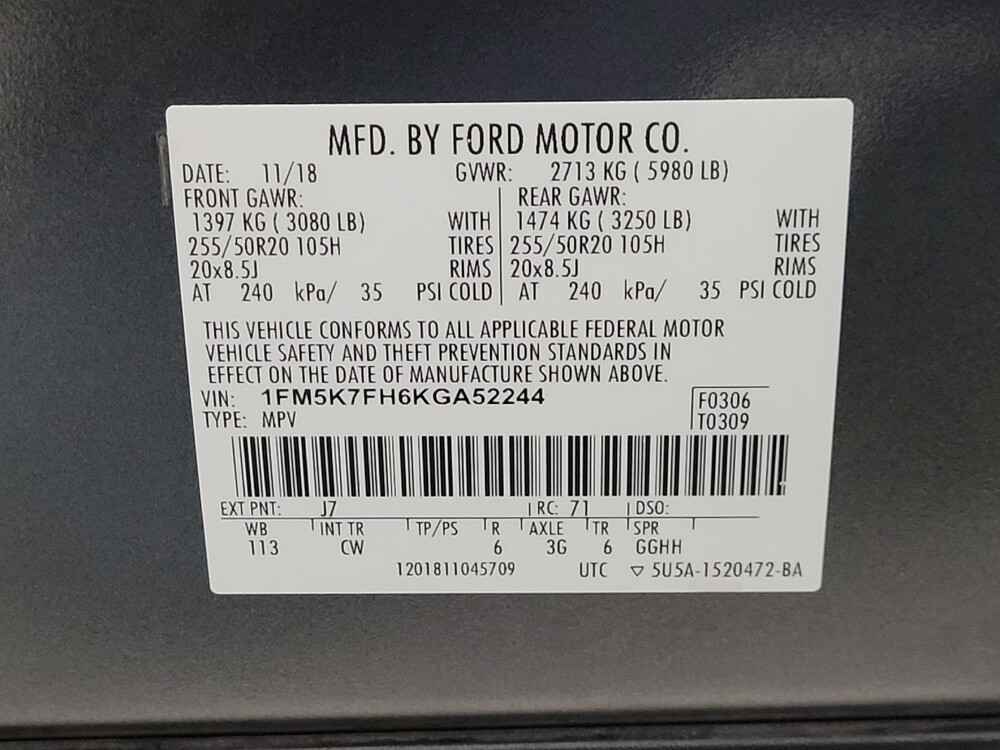 MFD. BY FORD MOTOR CO.
DATE: 11/18 GVWR: 2713 KG ( 5980 LB)
FRONT GAWR: REAR GAWR:
1397 KG ( 3080 LB) WITH 1474 KG ( 3250 LB) WITH
255/50R20 105H TIRES 255/50R20 105H TIRES
20x8.5J RIMS 20x8.5J RIMS
AT 240 kPa/ 35 PSI COLD AT 240 kPa/ 35 PSI COLD
THIS VEHICLE CONFORMS TO ALL APPLICABLE FEDERAL MOTOR
VEHICLE SAFETY AND THEFT PREVENTION STANDARDS IN
EFFECT ON THE DATE OF MANUFACTURE SHOWN ABOVE.
VIN: 1FM5K7FH6KGA52244 F0306
TYPE: MPV T0309
EXT PNT: J7 RC: 71 DSO:
WB INT TR TP/PS R AXLE TR SPR
113 CW 6 3G 6 GGHH
1201811045709 UTC ▽ 5U5A-1520472-BA